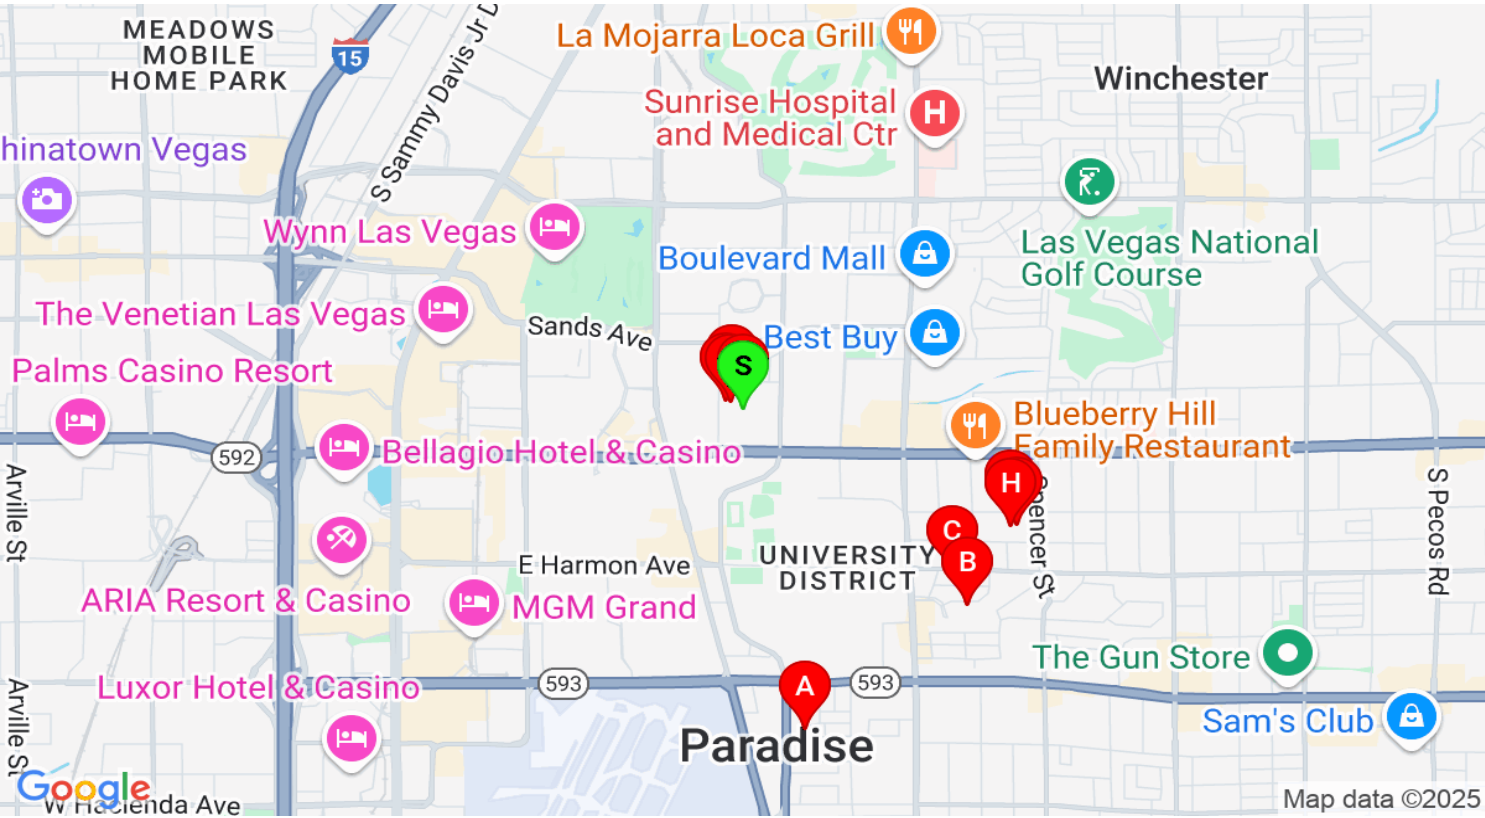 MEADOWS
MOBILE
HOME PARK
15
S Sammy Davis Jr D
La Mojarra Loca Grill
Winchester
Sunrise Hospital
and Medical Ctr
H
hinatown Vegas
Wynn Las Vegas
Boulevard Mall
Las Vegas National
Golf Course
The Venetian Las Vegas
Sands Ave
Best Buy
Palms Casino Resort
S
Blueberry Hill
Family Restaurant
592
Bellagio Hotel & Casino
Arville St
H
Spencer St
S Pecos Rd
C
UNIVERSITY
DISTRICT
B
E Harmon Ave
ARIA Resort & Casino
MGM Grand
The Gun Store
Luxor Hotel & Casino
593
A
593
Arville St
Sam's Club
Paradise
Google
W Hacienda Ave
Map data ©2025